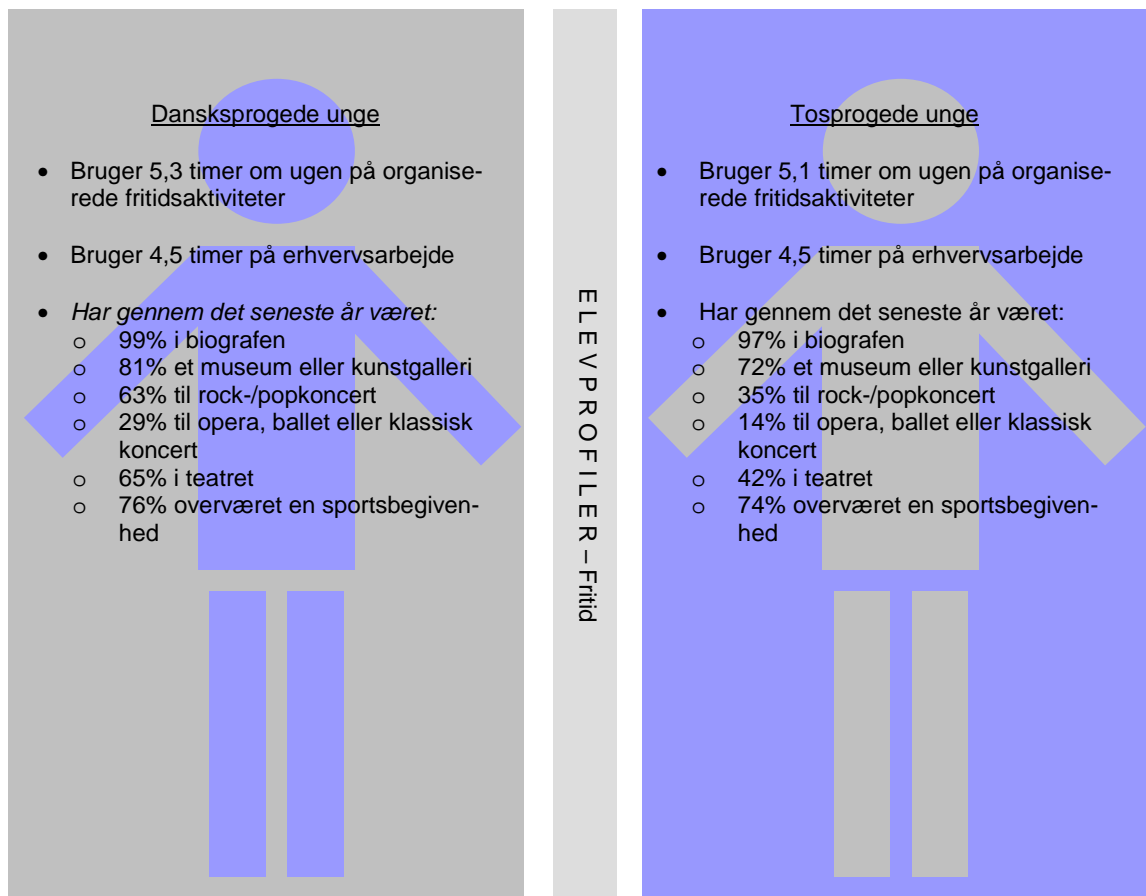 Dansksprogede unge
• Bruger 5,3 timer om ugen på organise-
rede fritidsaktiviteter
• Bruger 4,5 timer på erhvervsarbejde
• Har gennem det seneste år været:
o 99% i biografen
o 81% et museum eller kunstgalleri
o 63% til rock-/popkoncert
o 29% til opera, ballet eller klassisk
koncert
o 65% i teatret
o 76% overværet en sportsbegiven-
hed
E L E V P R O F I L E R – Fritid
Tosprogede unge
• Bruger 5,1 timer om ugen på organise-
rede fritidsaktiviteter
• Bruger 4,5 timer på erhvervsarbejde
• Har gennem det seneste år været:
o 97% i biografen
o 72% et museum eller kunstgalleri
o 35% til rock-/popkoncert
o 14% til opera, ballet eller klassisk
koncert
o 42% i teatret
o 74% overværet en sportsbegiven-
hed